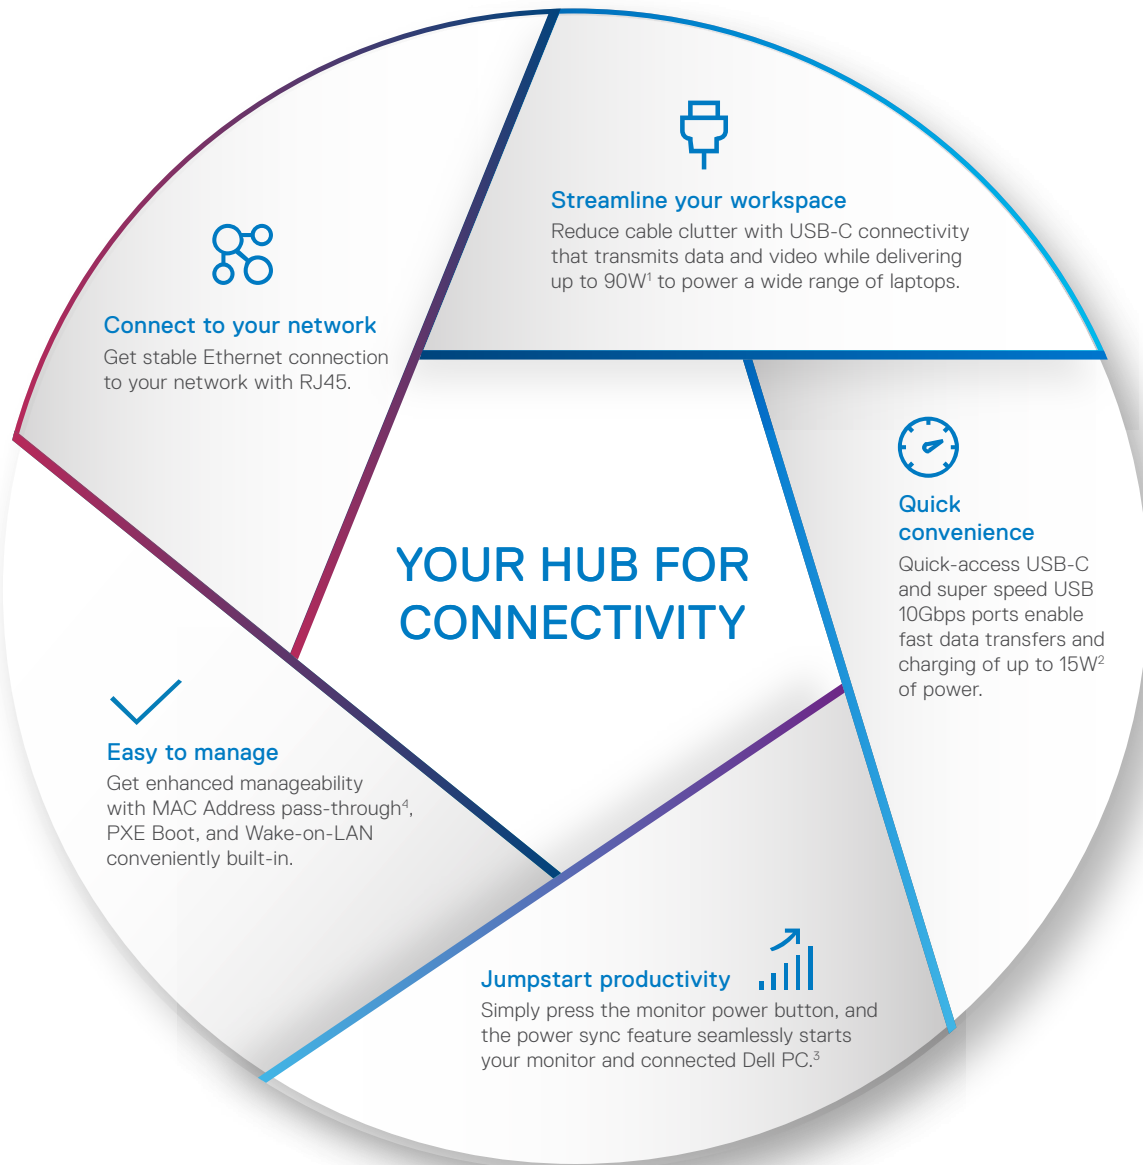 Streamline your workspace
Reduce cable clutter with USB-C connectivity
that transmits data and video while delivering
up to 90W¹ to power a wide range of laptops.
Connect to your network
Get stable Ethernet connection
to your network with RJ45.
Quick
convenience
Quick-access USB-C
and super speed USB
10Gbps ports enable
fast data transfers and
charging of up to 15W²
of power.
YOUR HUB FOR
CONNECTIVITY
Easy to manage
Get enhanced manageability
with MAC Address pass-through⁴,
PXE Boot, and Wake-on-LAN
conveniently built-in.
Jumpstart productivity
Simply press the monitor power button, and
the power sync feature seamlessly starts
your monitor and connected Dell PC.³